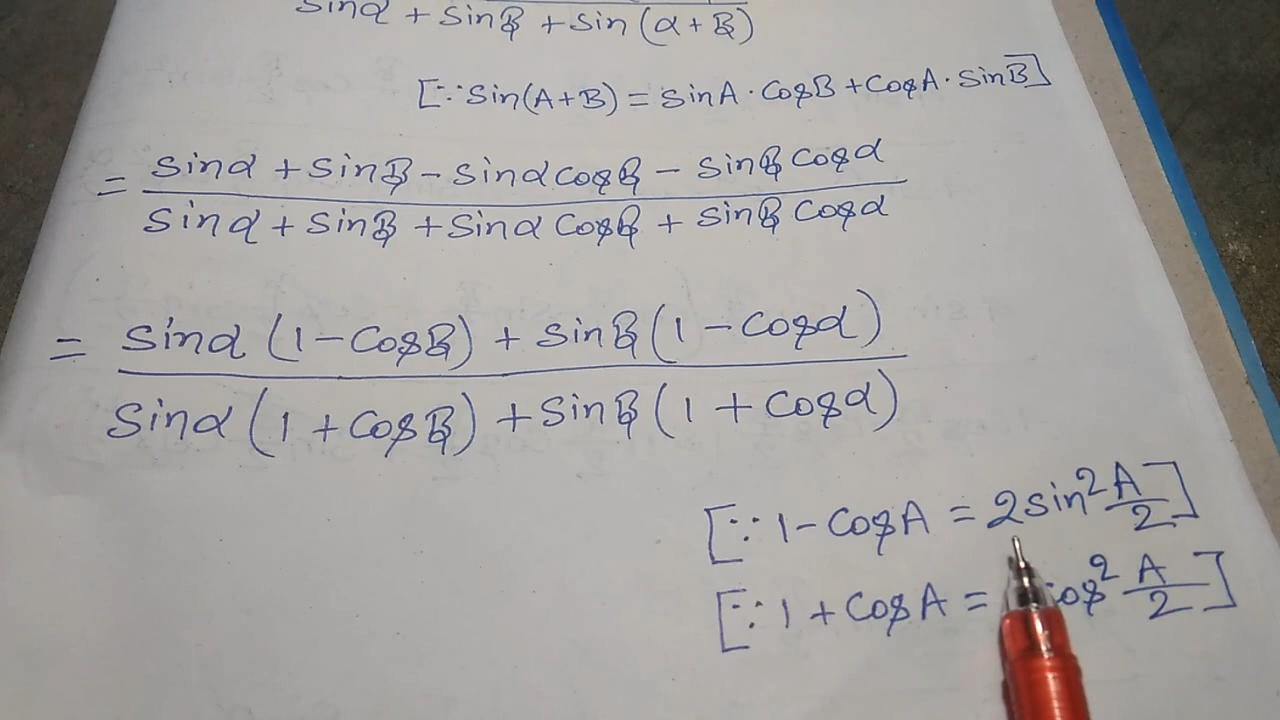 sinα + sinβ + sin (α+β)
[∵ sin(A+B) = sinA · cosB + cosA · sinB]
= sinα + sinβ - sinα cosβ - sinβ cosα
sinα + sinβ + sinα cosβ + sinβ cosα
= sinα (1 - cosβ) + sinβ (1 - cosα)
sinα (1 + cosβ) + sinβ (1 + cosα)
[∵ 1 - cosA = 2sin² A/2]
[∵ 1 + cosA = cos² A/2]